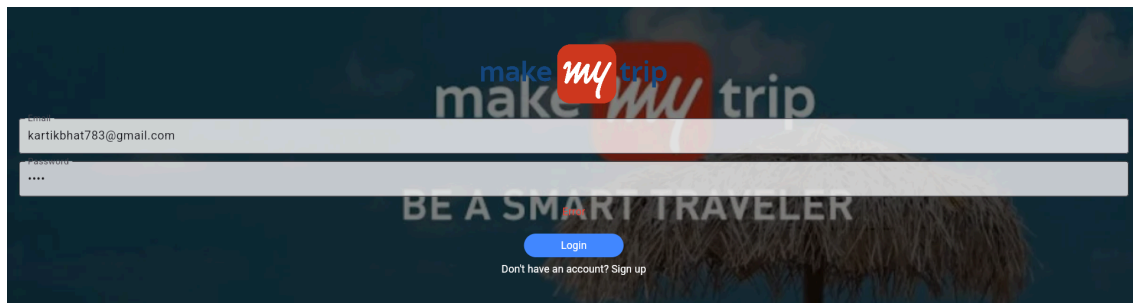 make my trip
make my trip
Email
kartikbhat783@gmail.com
Password
••••
BE A SMART TRAVELER
Login
Don't have an account? Sign up